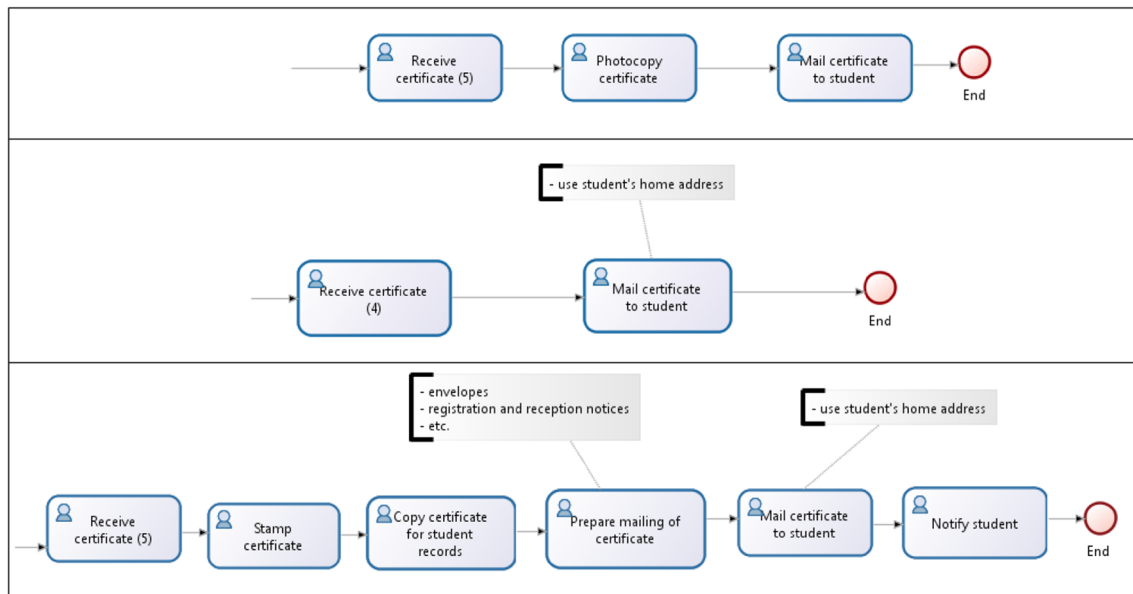 Receive
certificate (5)
Photocopy
certificate
Mail certificate
to student
End
- use student's home address
Receive certificate
(4)
Mail certificate
to student
End
- envelopes
- registration and reception notices
- etc.
- use student's home address
Receive
certificate (5)
Stamp
certificate
Copy certificate
for student
records
Prepare mailing of
certificate
Mail certificate
to student
Notify student
End